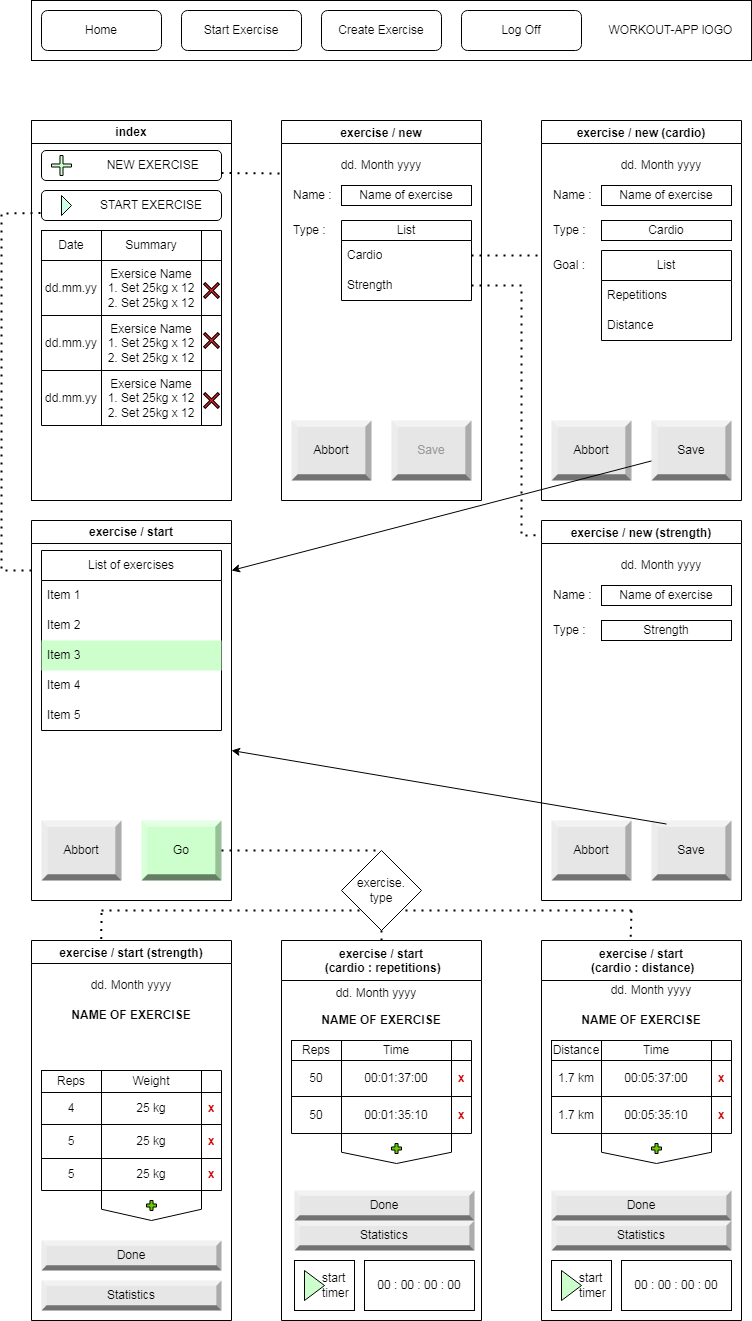 Home
Start Exercise
Create Exercise
Log Off
WORKOUT-APP lOGO
index
NEW EXERCISE
START EXERCISE
Date
Summary
dd.mm.yy
Exersice Name
1. Set 25kg x 12
2. Set 25kg x 12
dd.mm.yy
Exersice Name
1. Set 25kg x 12
2. Set 25kg x 12
dd.mm.yy
Exersice Name
1. Set 25kg x 12
2. Set 25kg x 12
exercise / new
dd. Month yyyy
Name :
Name of exercise
Type :
List
Cardio
Strength
Abbort
Save
exercise / new (cardio)
dd. Month yyyy
Name :
Name of exercise
Type :
Cardio
Goal :
List
Repetitions
Distance
Abbort
Save
exercise / start
List of exercises
Item 1
Item 2
Item 3
Item 4
Item 5
Abbort
Go
exercise / new (strength)
dd. Month yyyy
Name :
Name of exercise
Type :
Strength
Abbort
Save
exercise.
type
exercise / start (strength)
dd. Month yyyy
NAME OF EXERCISE
Reps
Weight
4
25 kg
x
5
25 kg
x
5
25 kg
x
Done
Statistics
exercise / start
(cardio : repetitions)
dd. Month yyyy
NAME OF EXERCISE
Reps
Time
50
00:01:37:00
x
50
00:01:35:10
x
Done
Statistics
start
timer
00 : 00 : 00 : 00
exercise / start
(cardio : distance)
dd. Month yyyy
NAME OF EXERCISE
Distance
Time
1.7 km
00:05:37:00
x
1.7 km
00:05:35:10
x
Done
Statistics
start
timer
00 : 00 : 00 : 00